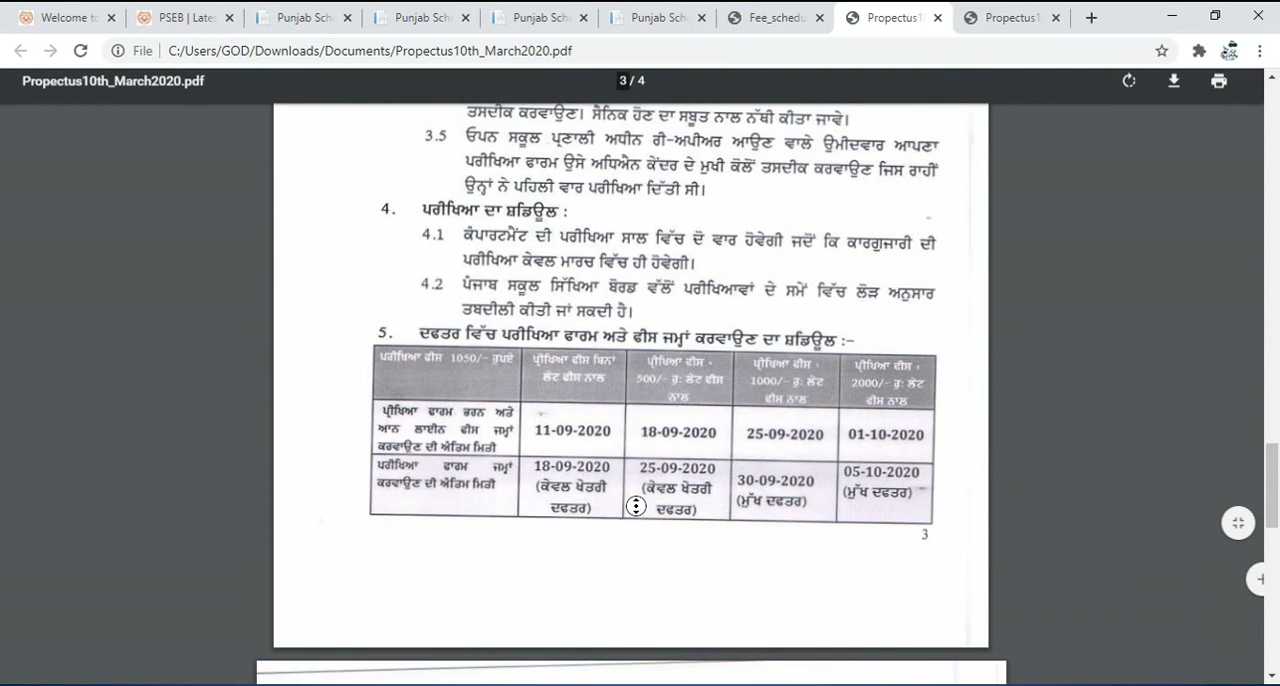 Welcome to
PSEB | Late
Punjab Sch
Punjab Sch
Punjab Sch
Punjab Sch
Fee_schedu
Propectus1
Propectus1
File | C:/Users/GOD/Downloads/Documents/Propectus10th_March2020.pdf
Propectus10th_March2020.pdf
3 / 4
ਤਸਦੀਕ ਕਰਵਾਉਣ। ਸੈਨਿਕ ਹੋਣ ਦਾ ਸਬੂਤ ਨਾਲ ਨੱਥੀ ਕੀਤਾ ਜਾਵੇ।
3.5 ਓਪਨ ਸਕੂਲ ਪ੍ਰਣਾਲੀ ਅਧੀਨ ਰੀ-ਅਪੀਅਰ ਆਉਣ ਵਾਲੇ ਉਮੀਦਵਾਰ ਆਪਣਾ
ਪਰੀਖਿਆ ਫਾਰਮ ਉਸੇ ਅਧਿਐਨ ਕੇਂਦਰ ਦੇ ਮੁਖੀ ਕੋਲੋਂ ਤਸਦੀਕ ਕਰਵਾਉਣ ਜਿਸ ਰਾਹੀਂ
ਉਨ੍ਹਾਂ ਨੇ ਪਹਿਲੀ ਵਾਰ ਪਰੀਖਿਆ ਦਿੱਤੀ ਸੀ।
4. ਪਰੀਖਿਆ ਦਾ ਸ਼ਡਿਊਲ :
4.1 ਕੰਪਾਰਟਮੈਂਟ ਦੀ ਪਰੀਖਿਆ ਸਾਲ ਵਿੱਚ ਦੋ ਵਾਰ ਹੋਵੇਗੀ ਜਦੋਂ ਕਿ ਕਾਰਗੁਜਾਰੀ ਦੀ
ਪਰੀਖਿਆ ਕੇਵਲ ਮਾਰਚ ਵਿੱਚ ਹੀ ਹੋਵੇਗੀ।
4.2 ਪੰਜਾਬ ਸਕੂਲ ਸਿੱਖਿਆ ਬੋਰਡ ਵੱਲੋਂ ਪਰੀਖਿਆਵਾਂ ਦੇ ਸਮੇਂ ਵਿੱਚ ਲੋੜ ਅਨੁਸਾਰ
ਤਬਦੀਲੀ ਕੀਤੀ ਜਾਂ ਸਕਦੀ ਹੈ।
5. ਦਫਤਰ ਵਿੱਚ ਪਰੀਖਿਆ ਫਾਰਮ ਅਤੇ ਫੀਸ ਜਮ੍ਹਾਂ ਕਰਵਾਉਣ ਦਾ ਸ਼ਡਿਊਲ :-
ਪਰੀਖਿਆ ਫੀਸ 1050/- ਰੁਪਏ
ਪ੍ਰੀਖਿਆ ਫੀਸ ਬਿਨਾਂ
ਲੇਟ ਫੀਸ ਨਾਲ
ਪ੍ਰੀਖਿਆ ਫੀਸ +
500/- ਰੁ: ਲੇਟ ਫੀਸ
ਨਾਲ
ਪ੍ਰੀਖਿਆ ਫੀਸ +
1000/- ਰੁ: ਲੇਟ
ਫੀਸ ਨਾਲ
ਪ੍ਰੀਖਿਆ ਫੀਸ +
2000/- ਰੁ: ਲੇਟ
ਫੀਸ ਨਾਲ
ਪ੍ਰੀਖਿਆ ਫਾਰਮ ਭਰਨ ਅਤੇ
ਆਨ ਲਾਈਨ ਫੀਸ ਜਮ੍ਹਾਂ
ਕਰਵਾਉਣ ਦੀ ਅੰਤਿਮ ਮਿਤੀ
11-09-2020
18-09-2020
25-09-2020
01-10-2020
ਪਰੀਖਿਆ ਫਾਰਮ ਜਮ੍ਹਾਂ
ਕਰਵਾਉਣ ਦੀ ਅੰਤਿਮ ਮਿਤੀ
18-09-2020
(ਕੇਵਲ ਖੇਤਰੀ
ਦਫਤਰ)
25-09-2020
(ਕੇਵਲ ਖੇਤਰੀ
ਦਫਤਰ)
30-09-2020
(ਮੁੱਖ ਦਫਤਰ)
05-10-2020
(ਮੁੱਖ ਦਫਤਰ)
3